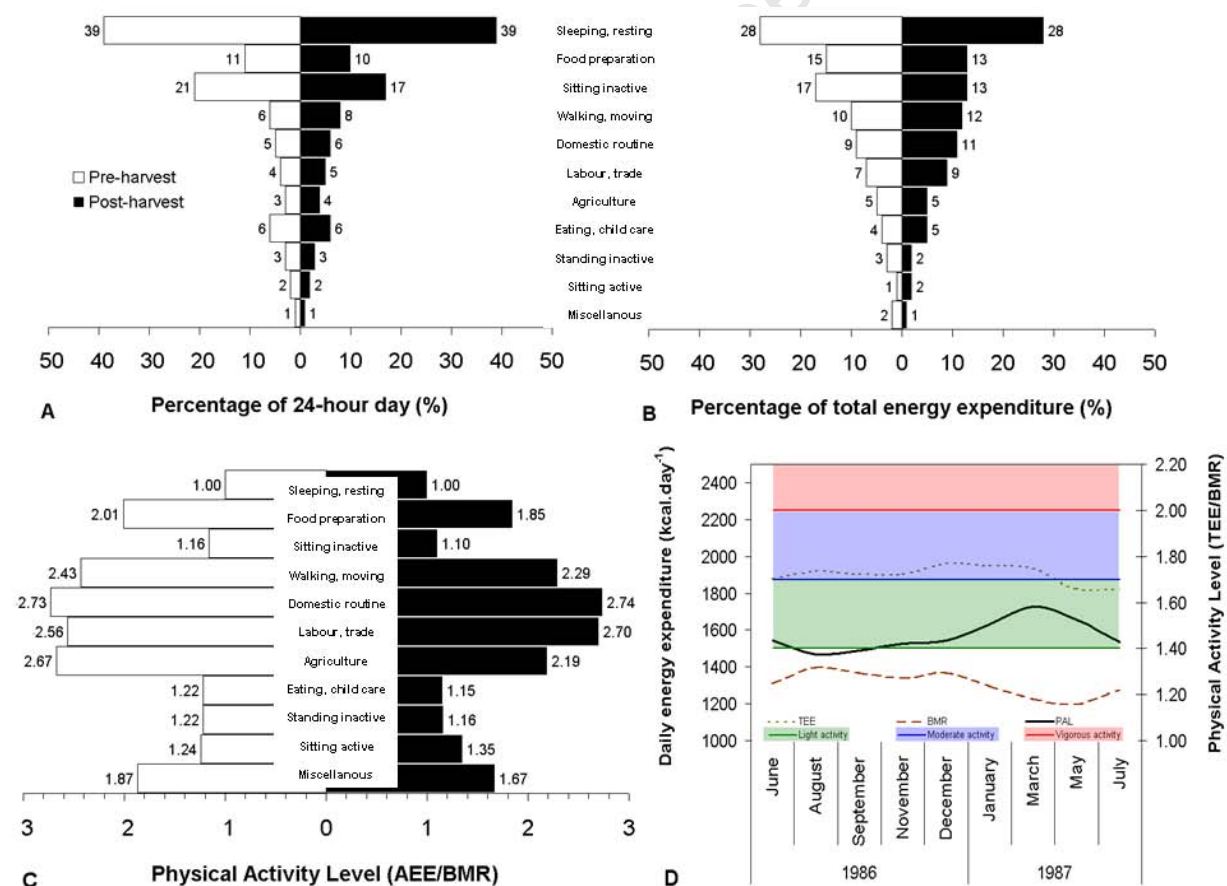 39 39 Sleeping, resting 28 28
11 10 Food preparation 15 13
21 17 Sitting inactive 17 13
6 8 Walking, moving 10 12
5 6 Domestic routine 9 11
4 5 Labour, trade 7 9
3 4 Agriculture 5 5
6 6 Eating, child care 4 5
3 3 Standing inactive 3 2
2 2 Sitting active 1 2
1 1 Miscellaneous 2 1
Pre-harvest
Post-harvest
50 40 30 20 10 0 10 20 30 40 50
50 40 30 20 10 0 10 20 30 40 50
A Percentage of 24-hour day (%)
B Percentage of total energy expenditure (%)
1.00 Sleeping, resting 1.00
2.01 Food preparation 1.85
1.16 Sitting inactive 1.10
2.43 Walking, moving 2.29
2.73 Domestic routine 2.74
2.56 Labour, trade 2.70
2.67 Agriculture 2.19
1.22 Eating, child care 1.15
1.22 Standing inactive 1.16
1.24 Sitting active 1.35
1.87 Miscellanous 1.67
3 2 1 0 1 2 3
C Physical Activity Level (AEE/BMR)
Daily energy expenditure (kcal.day⁻¹)
2400
2200
2000
1800
1600
1400
1200
1000
2.20
2.00
1.80
1.60
1.40
1.20
1.00
Physical Activity Level (TEE/BMR)
TEE BMR PAL
Light activity Moderate activity Vigorous activity
June August September November December January March May July
1986 1987
D